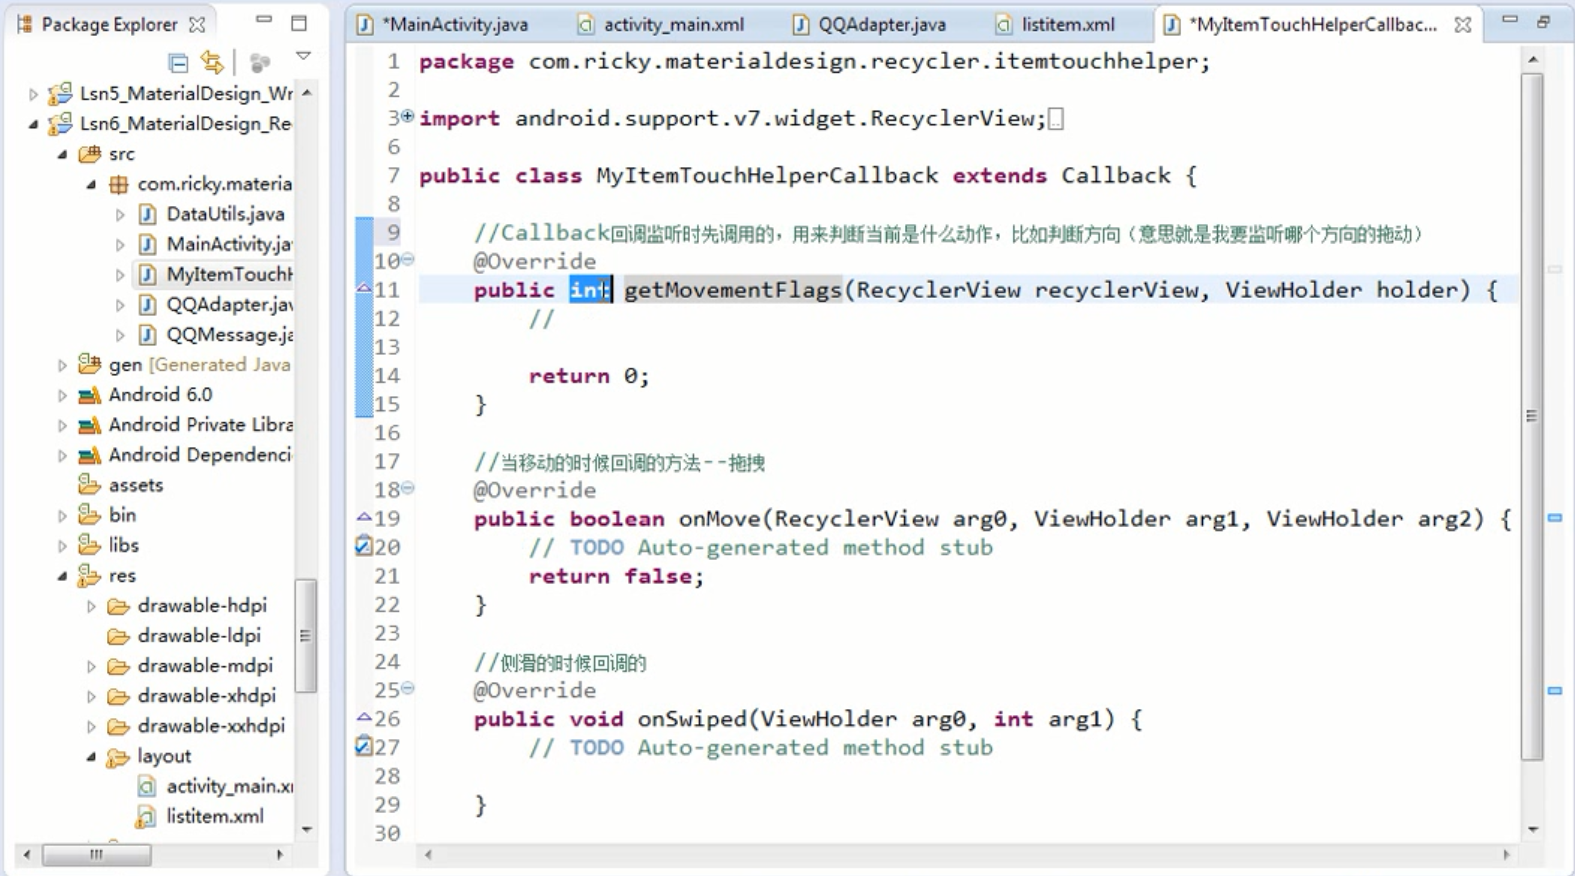 Package Explorer
Lsn5_MaterialDesign_Wr
Lsn6_MaterialDesign_Re
src
com.ricky.materia
DataUtils.java
MainActivity.ja
MyItemTouchH
QQAdapter.jav
QQMessage.ja
gen [Generated Java
Android 6.0
Android Private Libra
Android Dependenci
assets
bin
libs
res
drawable-hdpi
drawable-ldpi
drawable-mdpi
drawable-xhdpi
drawable-xxhdpi
layout
activity_main.x
listitem.xml
*MainActivity.java activity_main.xml QQAdapter.java listitem.xml *MyItemTouchHelperCallbac...
1 package com.ricky.materialdesign.recycler.itemtouchhelper;
2
3 import android.support.v7.widget.RecyclerView;
6
7 public class MyItemTouchHelperCallback extends Callback {
8
9 //Callback回调监听时先调用的，用来判断当前是什么动作，比如判断方向（意思就是我要监听哪个方向的拖动）
10 @Override
11 public int getMovementFlags(RecyclerView recyclerView, ViewHolder holder) {
12 //
13
14 return 0;
15 }
16
17 //当移动的时候回调的方法--拖拽
18 @Override
19 public boolean onMove(RecyclerView arg0, ViewHolder arg1, ViewHolder arg2) {
20 // TODO Auto-generated method stub
21 return false;
22 }
23
24 //侧滑的时候回调的
25 @Override
26 public void onSwiped(ViewHolder arg0, int arg1) {
27 // TODO Auto-generated method stub
28
29 }
30